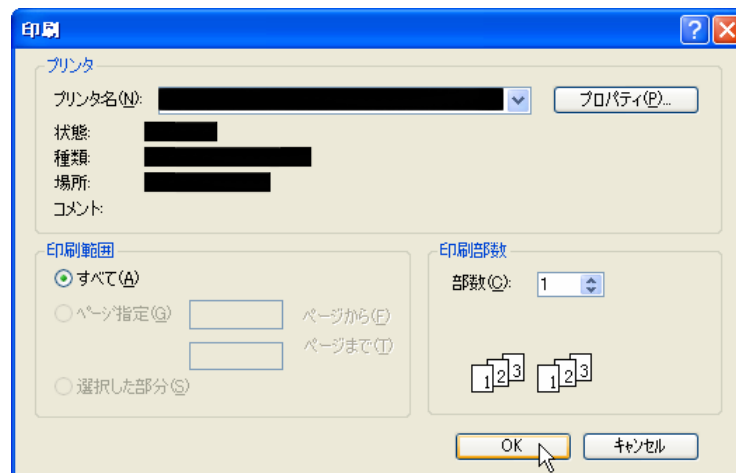 印刷
プリンタ
プリンタ名(N): プロパティ(P)...
状態:
種類:
場所:
コメント:
印刷範囲
すべて(A)
ページ指定(G) ページから(F)
ページまで(T)
選択した部分(S)
印刷部数
部数(C): 1
1 2 3 1 2 3
OK キャンセル